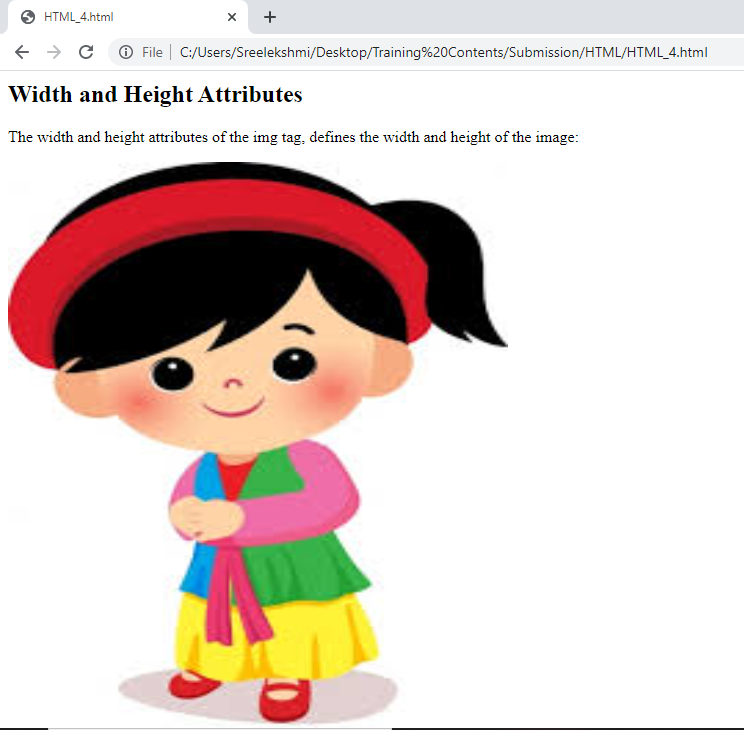 HTML_4.html
File | C:/Users/Sreelekshmi/Desktop/Training%20Contents/Submission/HTML/HTML_4.html
Width and Height Attributes
The width and height attributes of the img tag, defines the width and height of the image: